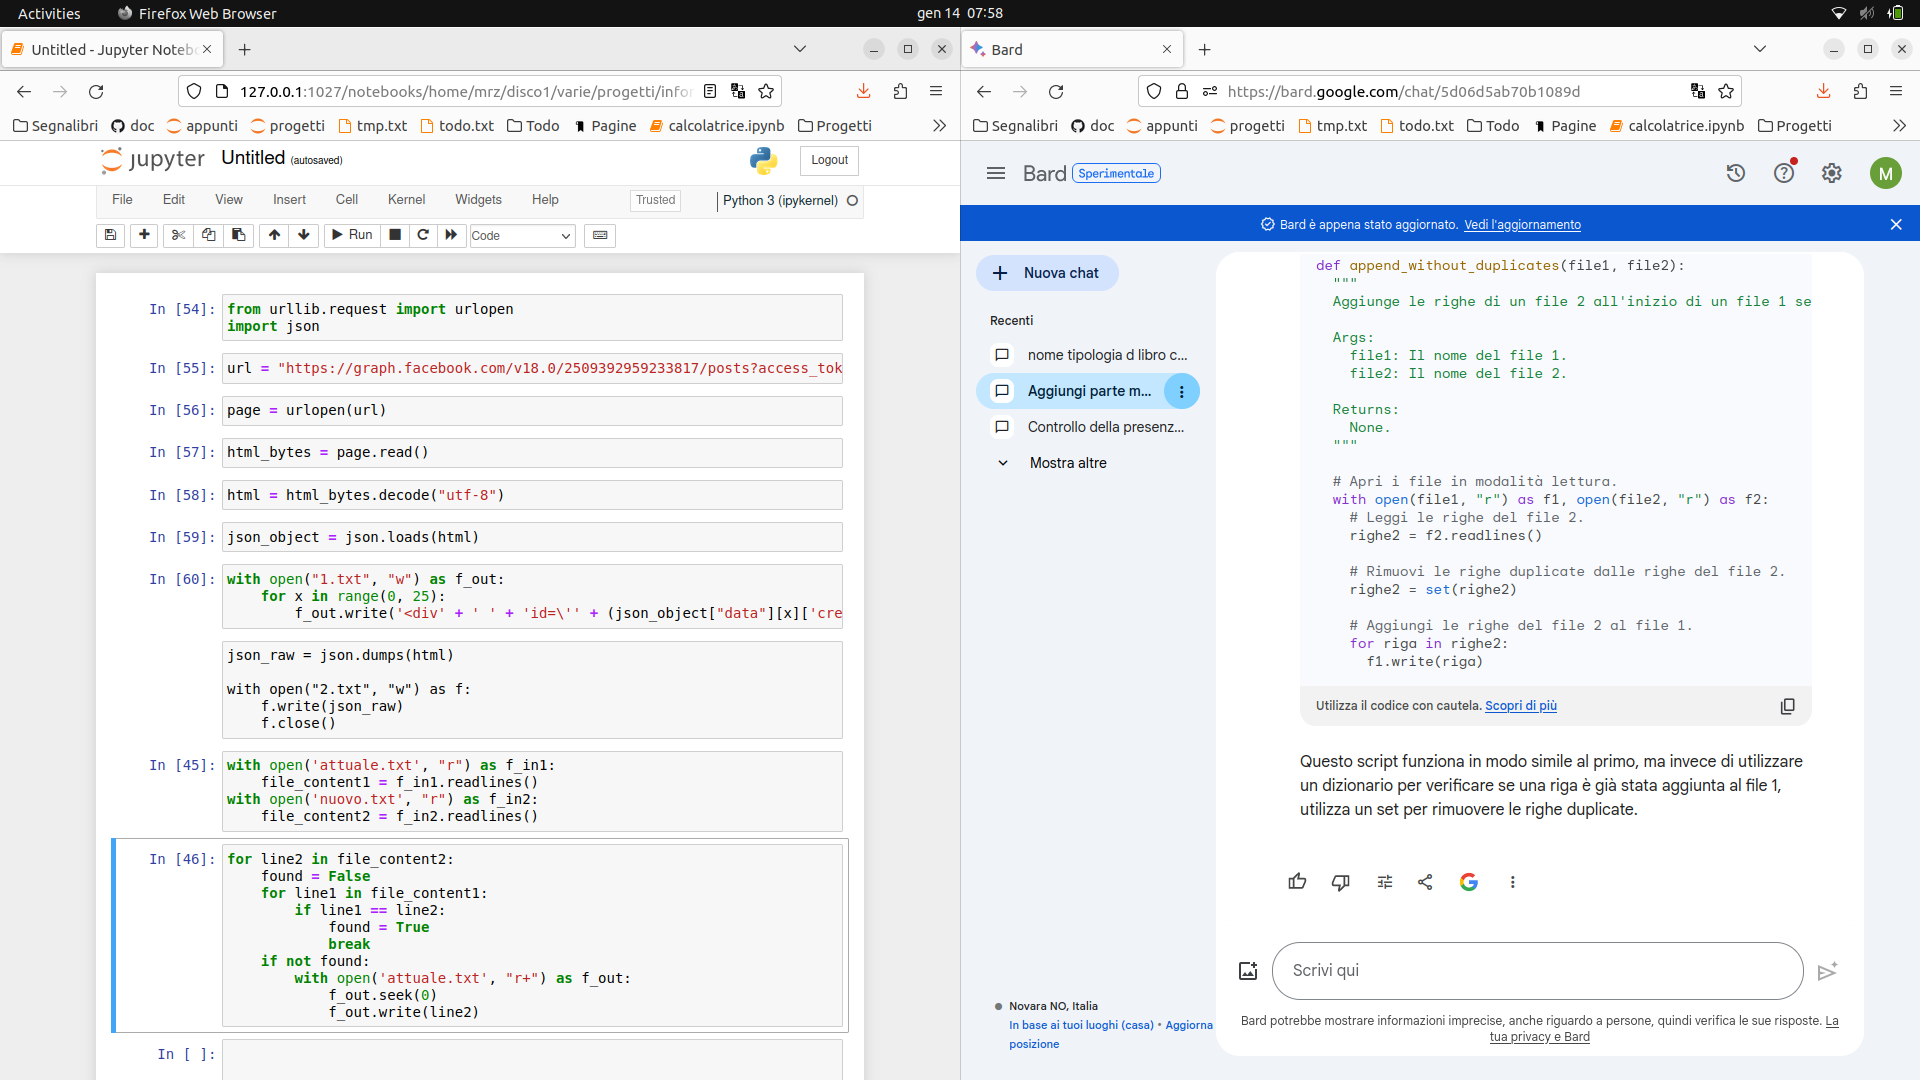 Activities
Firefox Web Browser
gen 14 07:58
Untitled - Jupyter Noteb
127.0.0.1:1027/notebooks/home/mrz/disco1/varie/progetti/infor
Segnalibri doc appunti progetti tmp.txt todo.txt Todo Pagine calcolatrice.ipynb Progetti
jupyter Untitled (autosaved)
Logout
File Edit View Insert Cell Kernel Widgets Help
Trusted
Python 3 (ipykernel)
Run
Code
In [54]: from urllib.request import urlopen
import json
In [55]: url = "https://graph.facebook.com/v18.0/2509392959233817/posts?access_tok
In [56]: page = urlopen(url)
In [57]: html_bytes = page.read()
In [58]: html = html_bytes.decode("utf-8")
In [59]: json_object = json.loads(html)
In [60]: with open("1.txt", "w") as f_out:
for x in range(0, 25):
f_out.write('<div' + ' ' + 'id=\'' + (json_object["data"][x]['cre
json_raw = json.dumps(html)
with open("2.txt", "w") as f:
f.write(json_raw)
f.close()
In [45]: with open('attuale.txt', "r") as f_in1:
file_content1 = f_in1.readlines()
with open('nuovo.txt', "r") as f_in2:
file_content2 = f_in2.readlines()
In [46]: for line2 in file_content2:
found = False
for line1 in file_content1:
if line1 == line2:
found = True
break
if not found:
with open('attuale.txt', "r+") as f_out:
f_out.seek(0)
f_out.write(line2)
In [ ]:
Bard
https://bard.google.com/chat/5d06d5ab70b1089d
Segnalibri doc appunti progetti tmp.txt todo.txt Todo Pagine calcolatrice.ipynb Progetti
Bard Sperimentale
M
Bard è appena stato aggiornato. Vedi l'aggiornamento
Nuova chat
Recenti
nome tipologia d libro c...
Aggiungi parte m...
Controllo della presenz...
Mostra altre
Novara NO, Italia
In base ai tuoi luoghi (casa) • Aggiorna
posizione
def append_without_duplicates(file1, file2):
"""
Aggiunge le righe di un file 2 all'inizio di un file 1 se
Args:
file1: Il nome del file 1.
file2: Il nome del file 2.
Returns:
None.
"""
# Apri i file in modalità lettura.
with open(file1, "r") as f1, open(file2, "r") as f2:
# Leggi le righe del file 2.
righe2 = f2.readlines()
# Rimuovi le righe duplicate dalle righe del file 2.
righe2 = set(righe2)
# Aggiungi le righe del file 2 al file 1.
for riga in righe2:
f1.write(riga)
Utilizza il codice con cautela. Scopri di più
Questo script funziona in modo simile al primo, ma invece di utilizzare
un dizionario per verificare se una riga è già stata aggiunta al file 1,
utilizza un set per rimuovere le righe duplicate.
Scrivi qui
Bard potrebbe mostrare informazioni imprecise, anche riguardo a persone, quindi verifica le sue risposte. La
tua privacy e Bard